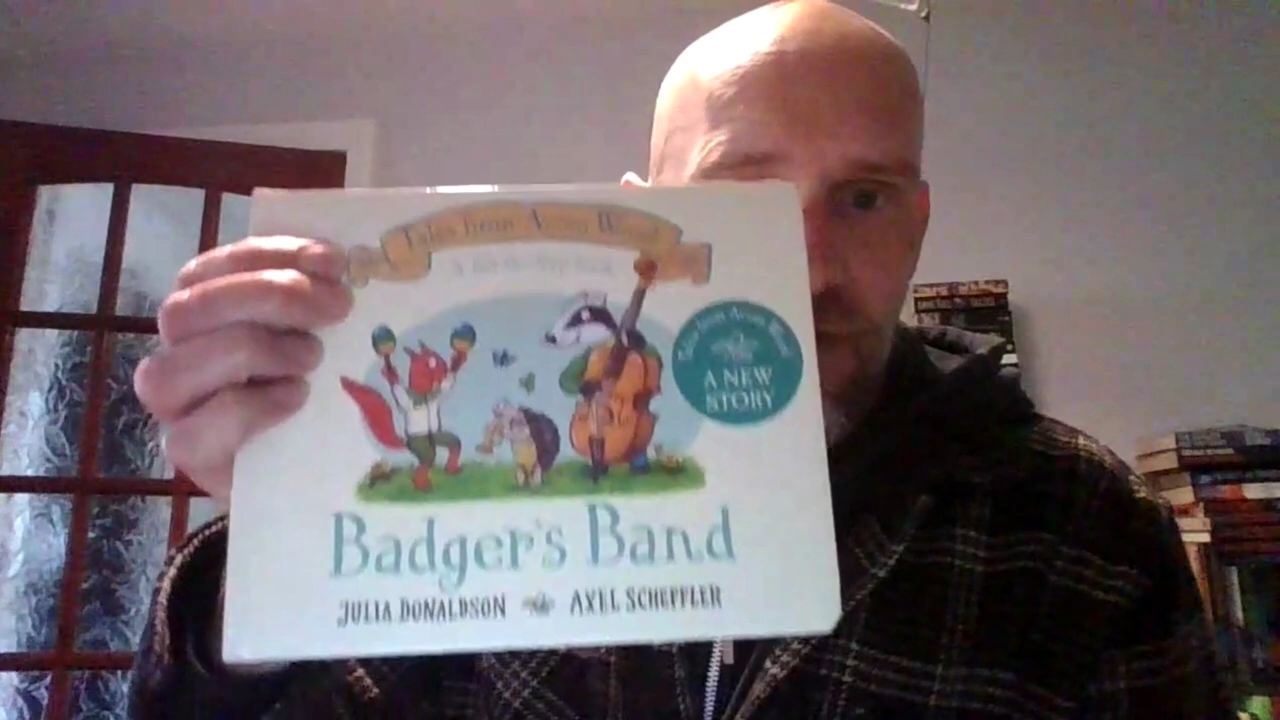 Tales from Acorn Wood
A lift-the-flap book
Tales from Acorn Wood
A NEW
STORY
Badger's Band
JULIA DONALDSON AXEL SCHEFFLER